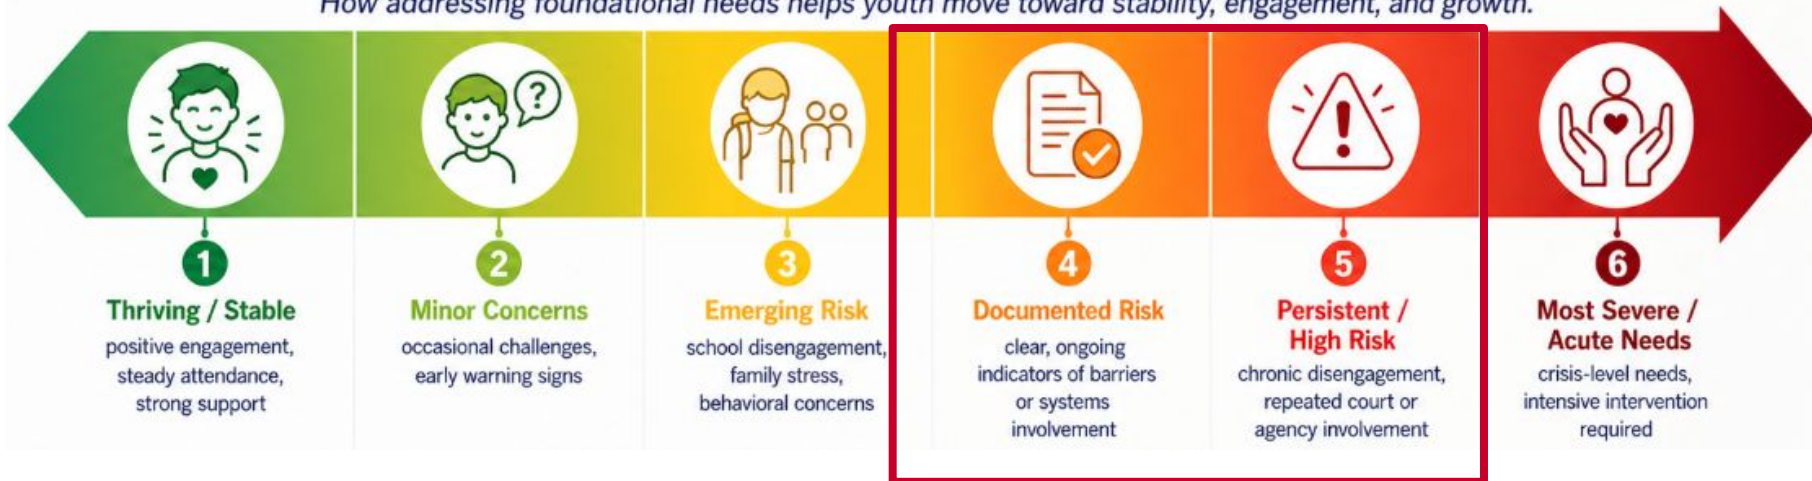 How addressing foundational needs helps youth move toward stability, engagement, and growth.
?
1
Thriving / Stable
positive engagement,
steady attendance,
strong support
2
Minor Concerns
occasional challenges,
early warning signs
3
Emerging Risk
school disengagement,
family stress,
behavioral concerns
4
Documented Risk
clear, ongoing
indicators of barriers
or systems
involvement
5
Persistent /
High Risk
chronic disengagement,
repeated court or
agency involvement
6
Most Severe /
Acute Needs
crisis-level needs,
intensive intervention
required